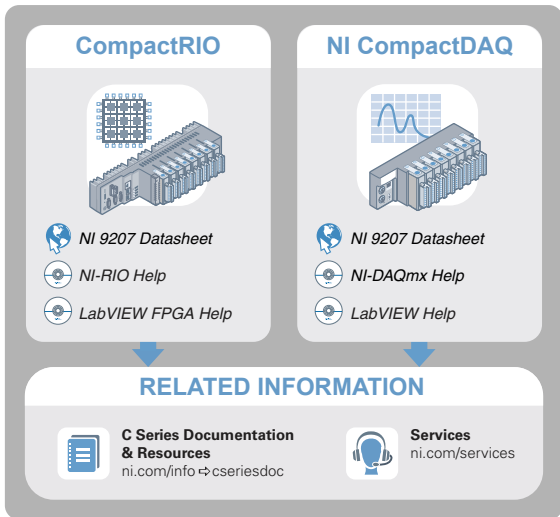 CompactRIO
NI 9207 Datasheet
NI-RIO Help
LabVIEW FPGA Help
NI CompactDAQ
NI 9207 Datasheet
NI-DAQmx Help
LabVIEW Help
RELATED INFORMATION
C Series Documentation
& Resources
ni.com/info ⇨ cseriesdoc
Services
ni.com/services